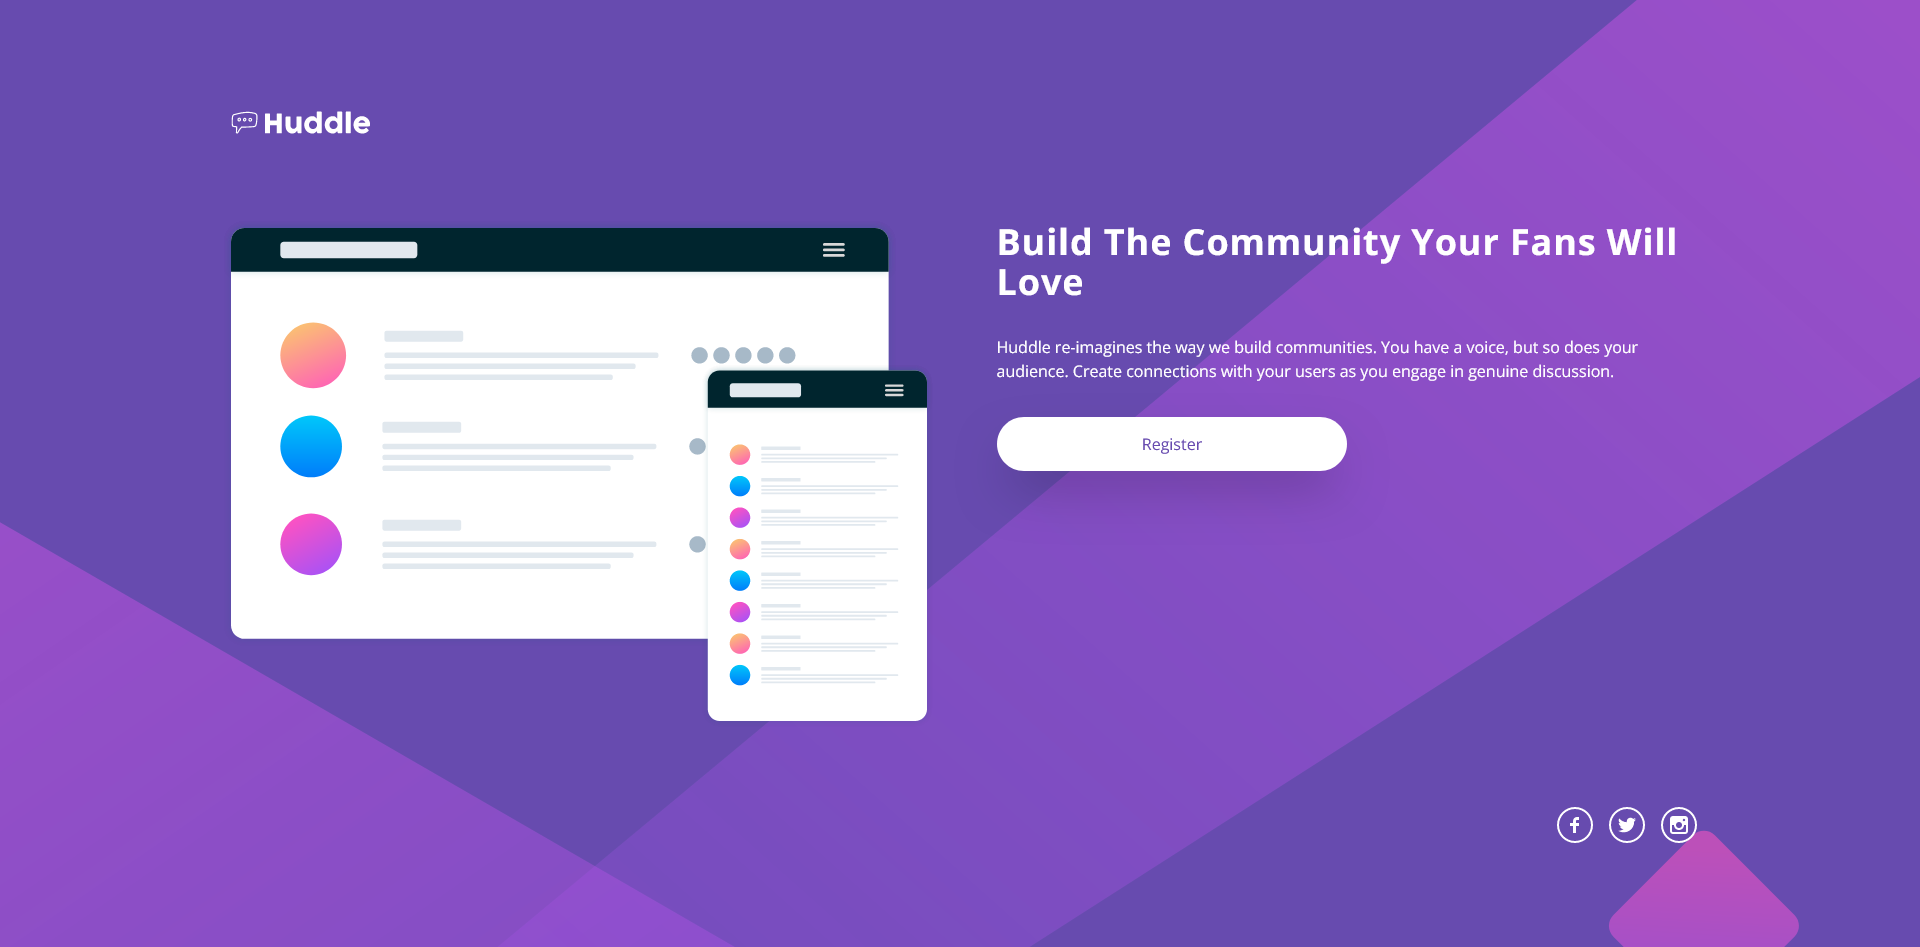 Huddle
Build The Community Your Fans Will
Love
Huddle re-imagines the way we build communities. You have a voice, but so does your
audience. Create connections with your users as you engage in genuine discussion.
Register